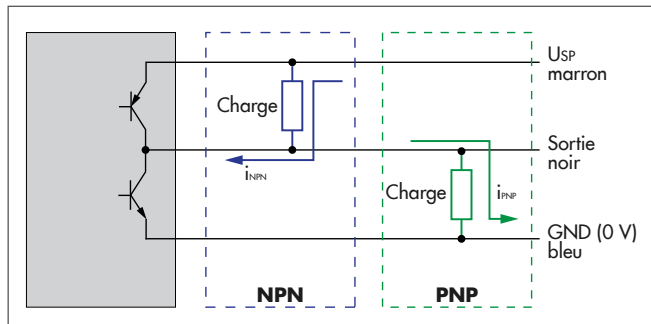 USP
marron
Charge
Sortie
noir
iNPN
Charge
iPNP
GND (0 V)
bleu
NPN
PNP